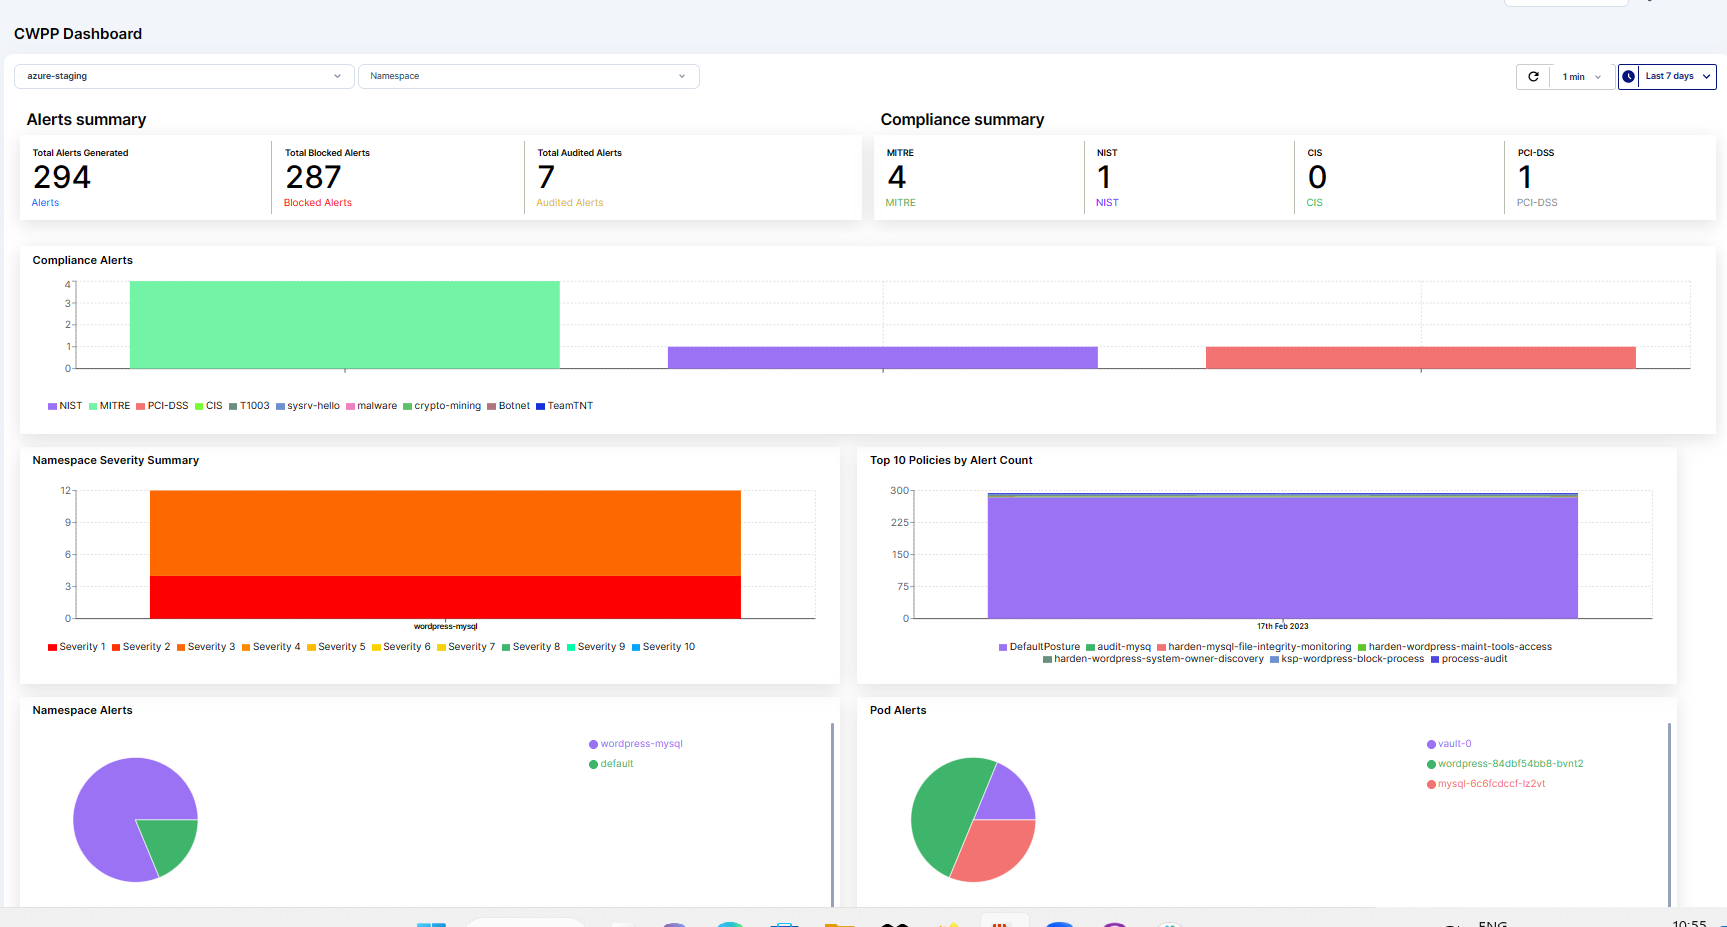 CWPP Dashboard
azure-staging
Namespace
1 min
Last 7 days
Alerts summary
Compliance summary
Total Alerts Generated
294
Alerts
Total Blocked Alerts
287
Blocked Alerts
Total Audited Alerts
7
Audited Alerts
MITRE
4
MITRE
NIST
1
NIST
CIS
0
CIS
PCI-DSS
1
PCI-DSS
Compliance Alerts
4
3
2
1
0
NIST MITRE PCI-DSS CIS T1003 sysrv-hello malware crypto-mining Botnet TeamTNT
Namespace Severity Summary
12
9
6
3
0
wordpress-mysql
Severity 1 Severity 2 Severity 3 Severity 4 Severity 5 Severity 6 Severity 7 Severity 8 Severity 9 Severity 10
Top 10 Policies by Alert Count
300
225
150
75
0
17th Feb 2023
DefaultPosture audit-mysq harden-mysql-file-integrity-monitoring harden-wordpress-maint-tools-access
harden-wordpress-system-owner-discovery ksp-wordpress-block-process process-audit
Namespace Alerts
wordpress-mysql
default
Pod Alerts
vault-0
wordpress-84dbf54bb8-bvnt2
mysql-6c6fcdccf-lz2vt
ENG
10:55